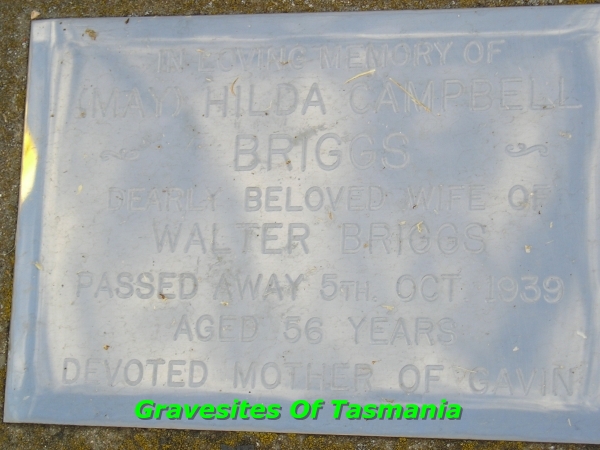 IN LOVING MEMORY OF
(MAY) HILDA CAMPBELL
BRIGGS
DEARLY BELOVED WIFE OF
WALTER BRIGGS
PASSED AWAY 5TH. OCT. 1939
AGED 56 YEARS
DEVOTED MOTHER OF GAVIN
Gravesites Of Tasmania